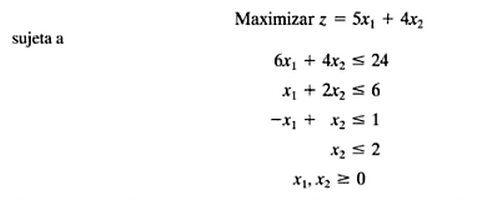 Maximizar z = 5x₁ + 4x₂
sujeta a
6x₁ + 4x₂ ≤ 24
x₁ + 2x₂ ≤ 6
−x₁ + x₂ ≤ 1
x₂ ≤ 2
x₁, x₂ ≥ 0